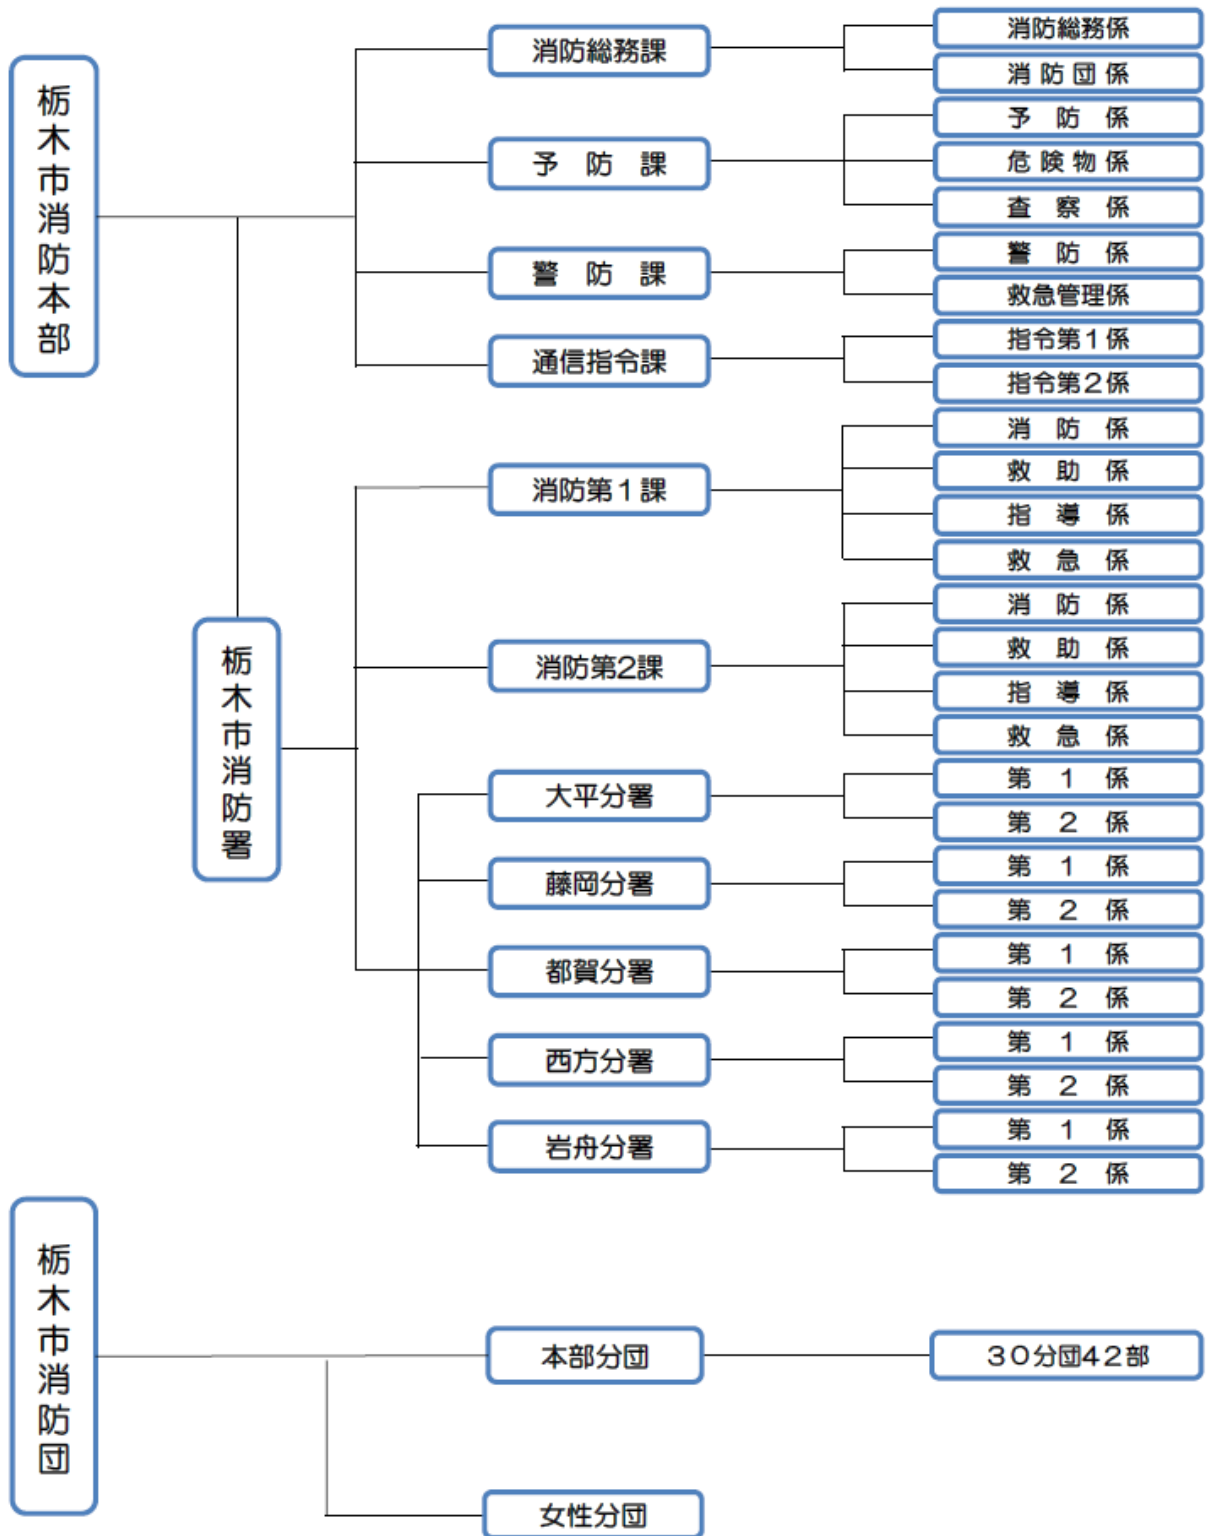 栃木市消防本部
消防総務課
消防総務係
消防団係
予防課
予防係
危険物係
査察係
警防課
警防係
救急管理係
通信指令課
指令第1係
指令第2係
栃木市消防署
消防第1課
消防係
救助係
指導係
救急係
消防第2課
消防係
救助係
指導係
救急係
大平分署
第1係
第2係
藤岡分署
第1係
第2係
都賀分署
第1係
第2係
西方分署
第1係
第2係
岩舟分署
第1係
第2係
栃木市消防団
本部分団
30分団42部
女性分団